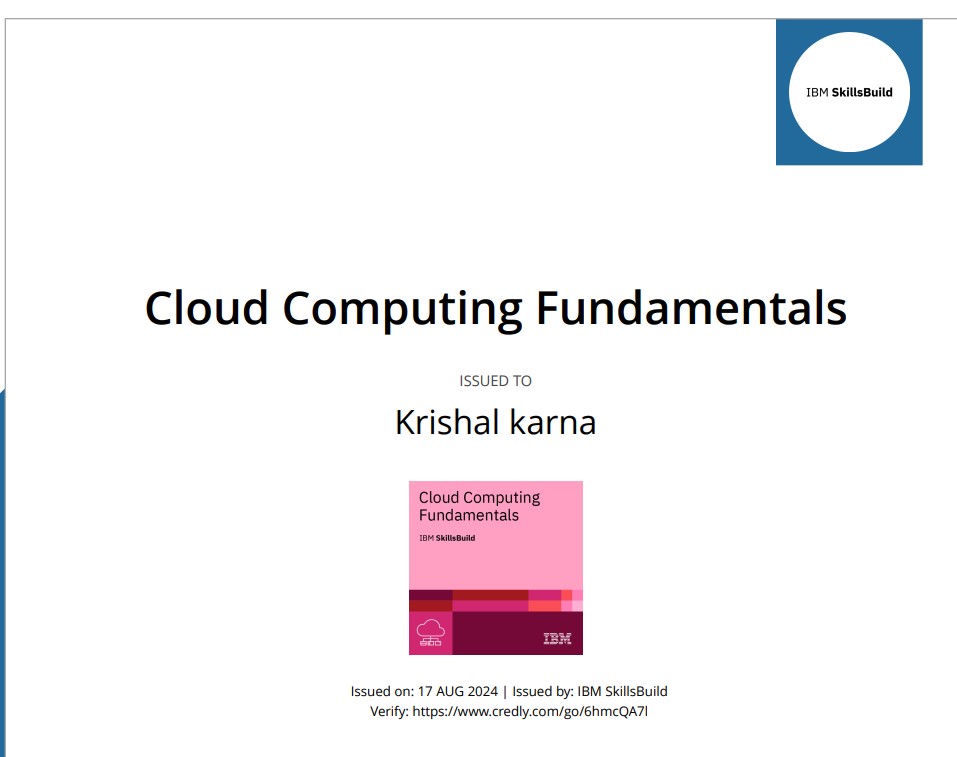 IBM SkillsBuild
Cloud Computing Fundamentals
ISSUED TO
Krishal karna
Cloud Computing
Fundamentals
IBM SkillsBuild
IBM
Issued on: 17 AUG 2024 | Issued by: IBM SkillsBuild
Verify: https://www.credly.com/go/6hmcQA7l